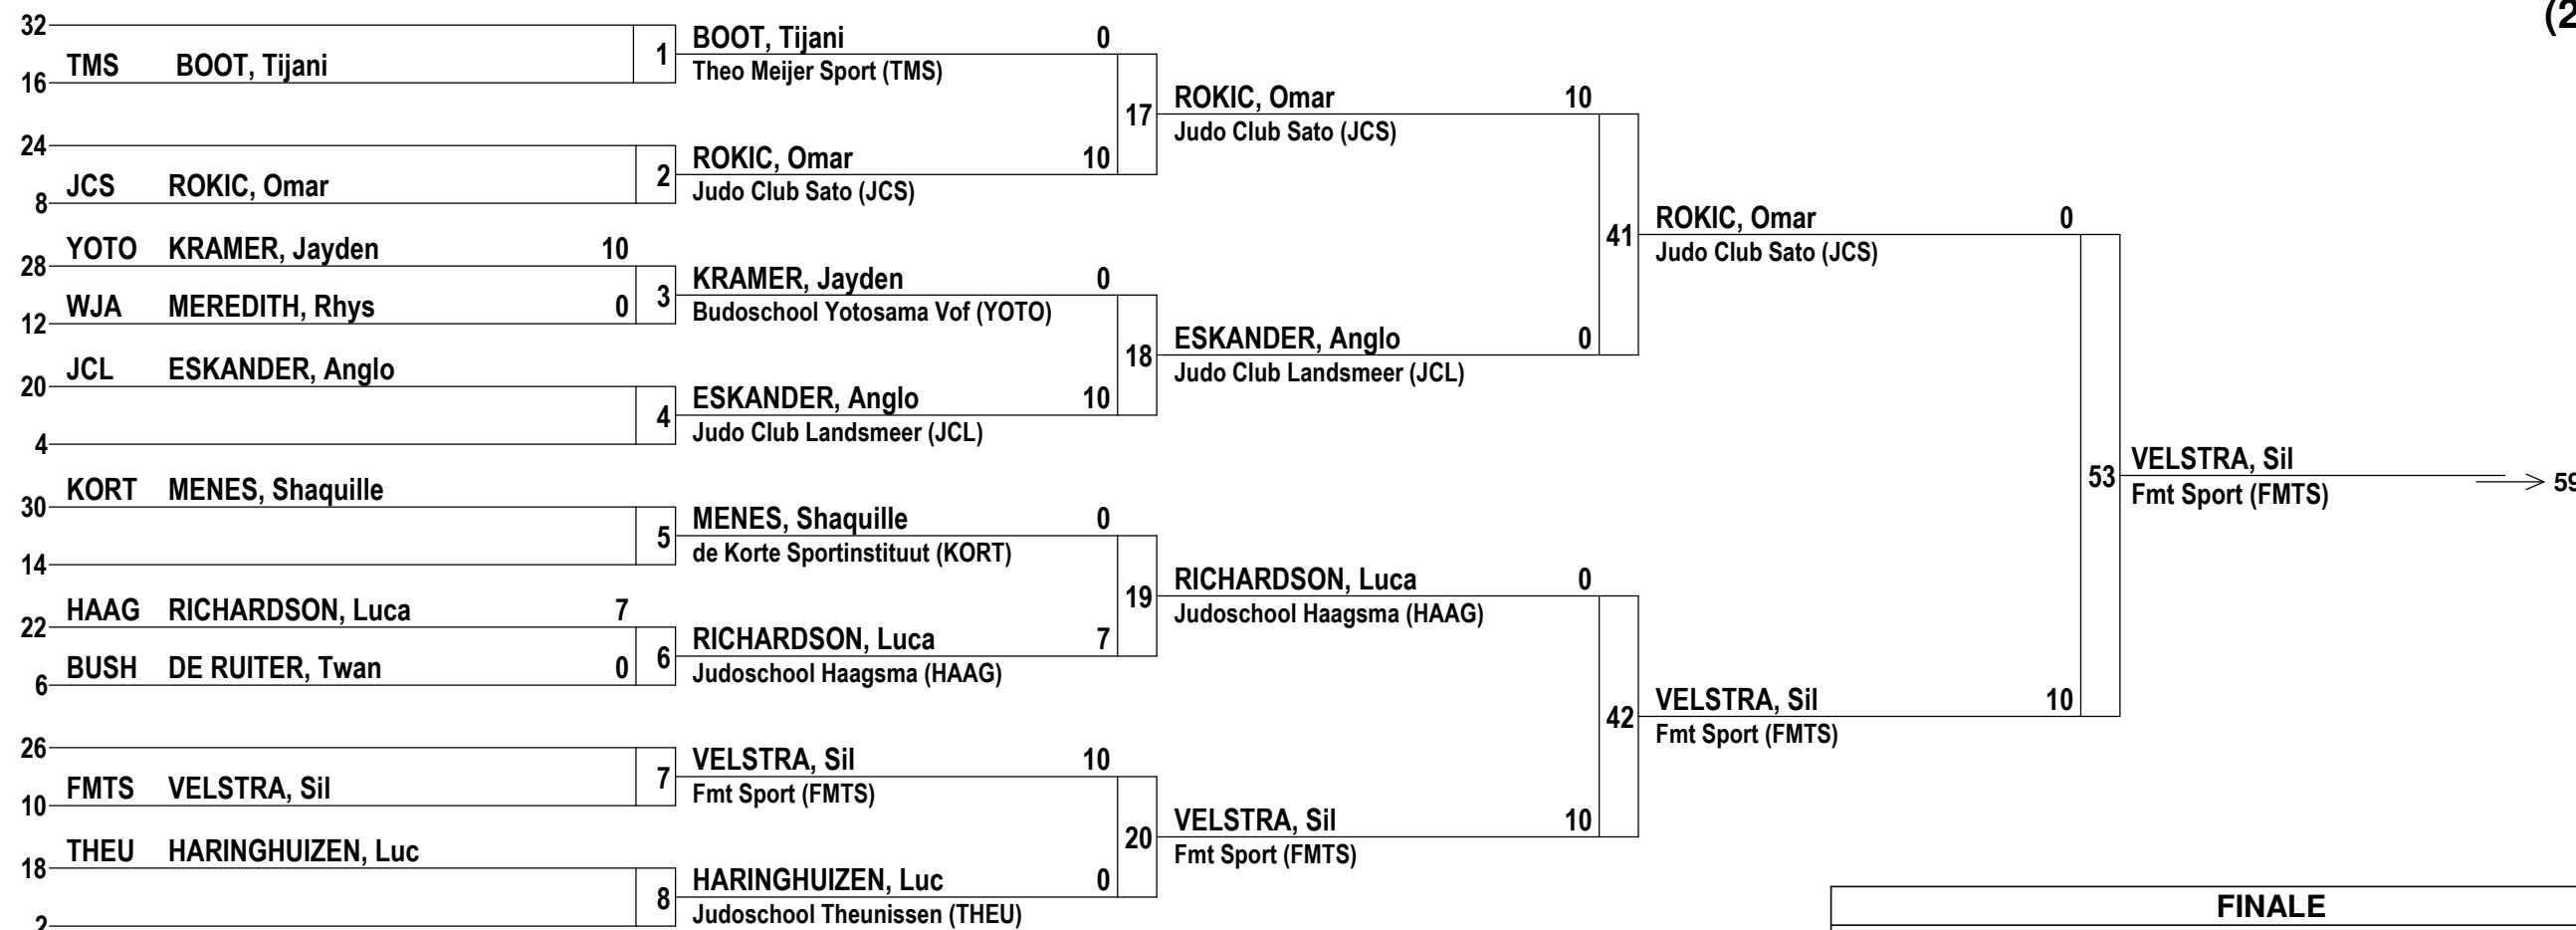 (2
32
TMS BOOT, Tijani
16
1
24
JCS ROKIC, Omar
8
2
YOTO KRAMER, Jayden 10
28
WJA MEREDITH, Rhys 0
12
3
JCL ESKANDER, Anglo
20
4
4
KORT MENES, Shaquille
30
14
5
HAAG RICHARDSON, Luca 7
22
BUSH DE RUITER, Twan 0
6
6
26
FMTS VELSTRA, Sil
10
7
THEU HARINGHUIZEN, Luc
18
2
8
BOOT, Tijani 0
Theo Meijer Sport (TMS)
17
ROKIC, Omar 10
Judo Club Sato (JCS)
KRAMER, Jayden 0
Budoschool Yotosama Vof (YOTO)
18
ESKANDER, Anglo 10
Judo Club Landsmeer (JCL)
MENES, Shaquille 0
de Korte Sportinstituut (KORT)
19
RICHARDSON, Luca 7
Judoschool Haagsma (HAAG)
VELSTRA, Sil 10
Fmt Sport (FMTS)
20
HARINGHUIZEN, Luc 0
Judoschool Theunissen (THEU)
ROKIC, Omar 10
Judo Club Sato (JCS)
41
ESKANDER, Anglo 0
Judo Club Landsmeer (JCL)
RICHARDSON, Luca 0
Judoschool Haagsma (HAAG)
42
VELSTRA, Sil 10
Fmt Sport (FMTS)
ROKIC, Omar 0
Judo Club Sato (JCS)
53
VELSTRA, Sil 10
Fmt Sport (FMTS)
VELSTRA, Sil
Fmt Sport (FMTS)
59
FINALE